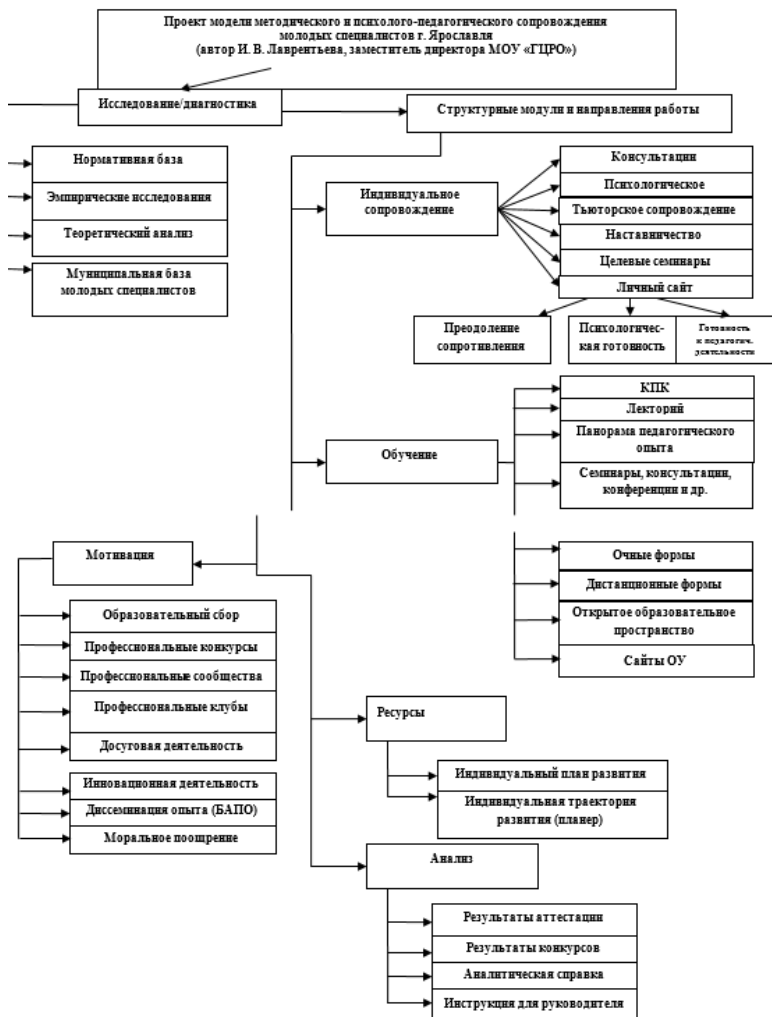 Проект модели методического и психолого-педагогического сопровождения
молодых специалистов г. Ярославля
(автор И. В. Лаврентьева, заместитель директора МОУ «ГЦРО»)
Исследование/диагностика
Структурные модули и направления работы
Нормативная база
Эмпирические исследования
Теоретический анализ
Муниципальная база
молодых специалистов
Индивидуальное
сопровождение
Консультации
Психологическое
Тьюторское сопровождение
Наставничество
Целевые семинары
Личный сайт
Преодоление
сопротивления
Психологичес-
кая готовность
Готовность
к педагогич.
деятельности
Обучение
КПК
Лекторий
Панорама педагогического
опыта
Семинары, консультации,
конференции и др.
Очные формы
Дистанционные формы
Открытое образовательное
пространство
Сайты ОУ
Мотивация
Образовательный сбор
Профессиональные конкурсы
Профессиональные сообщества
Профессиональные клубы
Досуговая деятельность
Инновационная деятельность
Диссеминация опыта (БАПО)
Моральное поощрение
Ресурсы
Индивидуальный план развития
Индивидуальная траектория
развития (планер)
Анализ
Результаты аттестации
Результаты конкурсов
Аналитическая справка
Инструкция для руководителя